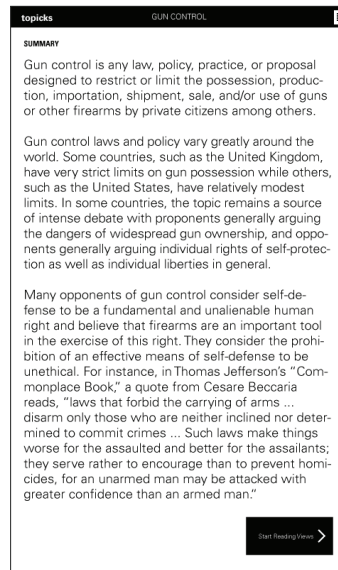 topicks GUN CONTROL
SUMMARY
Gun control is any law, policy, practice, or proposal
designed to restrict or limit the possession, produc-
tion, importation, shipment, sale, and/or use of guns
or other firearms by private citizens among others.
Gun control laws and policy vary greatly around the
world. Some countries, such as the United Kingdom,
have very strict limits on gun possession while others,
such as the United States, have relatively modest
limits. In some countries, the topic remains a source
of intense debate with proponents generally arguing
the dangers of widespread gun ownership, and oppo-
nents generally arguing individual rights of self-protec-
tion as well as individual liberties in general.
Many opponents of gun control consider self-de-
fense to be a fundamental and unalienable human
right and believe that firearms are an important tool
in the exercise of this right. They consider the prohi-
bition of an effective means of self-defense to be
unethical. For instance, in Thomas Jefferson's "Com-
monplace Book," a quote from Cesare Beccaria
reads, "laws that forbid the carrying of arms ...
disarm only those who are neither inclined nor deter-
mined to commit crimes ... Such laws make things
worse for the assaulted and better for the assailants;
they serve rather to encourage than to prevent homi-
cides, for an unarmed man may be attacked with
greater confidence than an armed man."
Start Reading Views